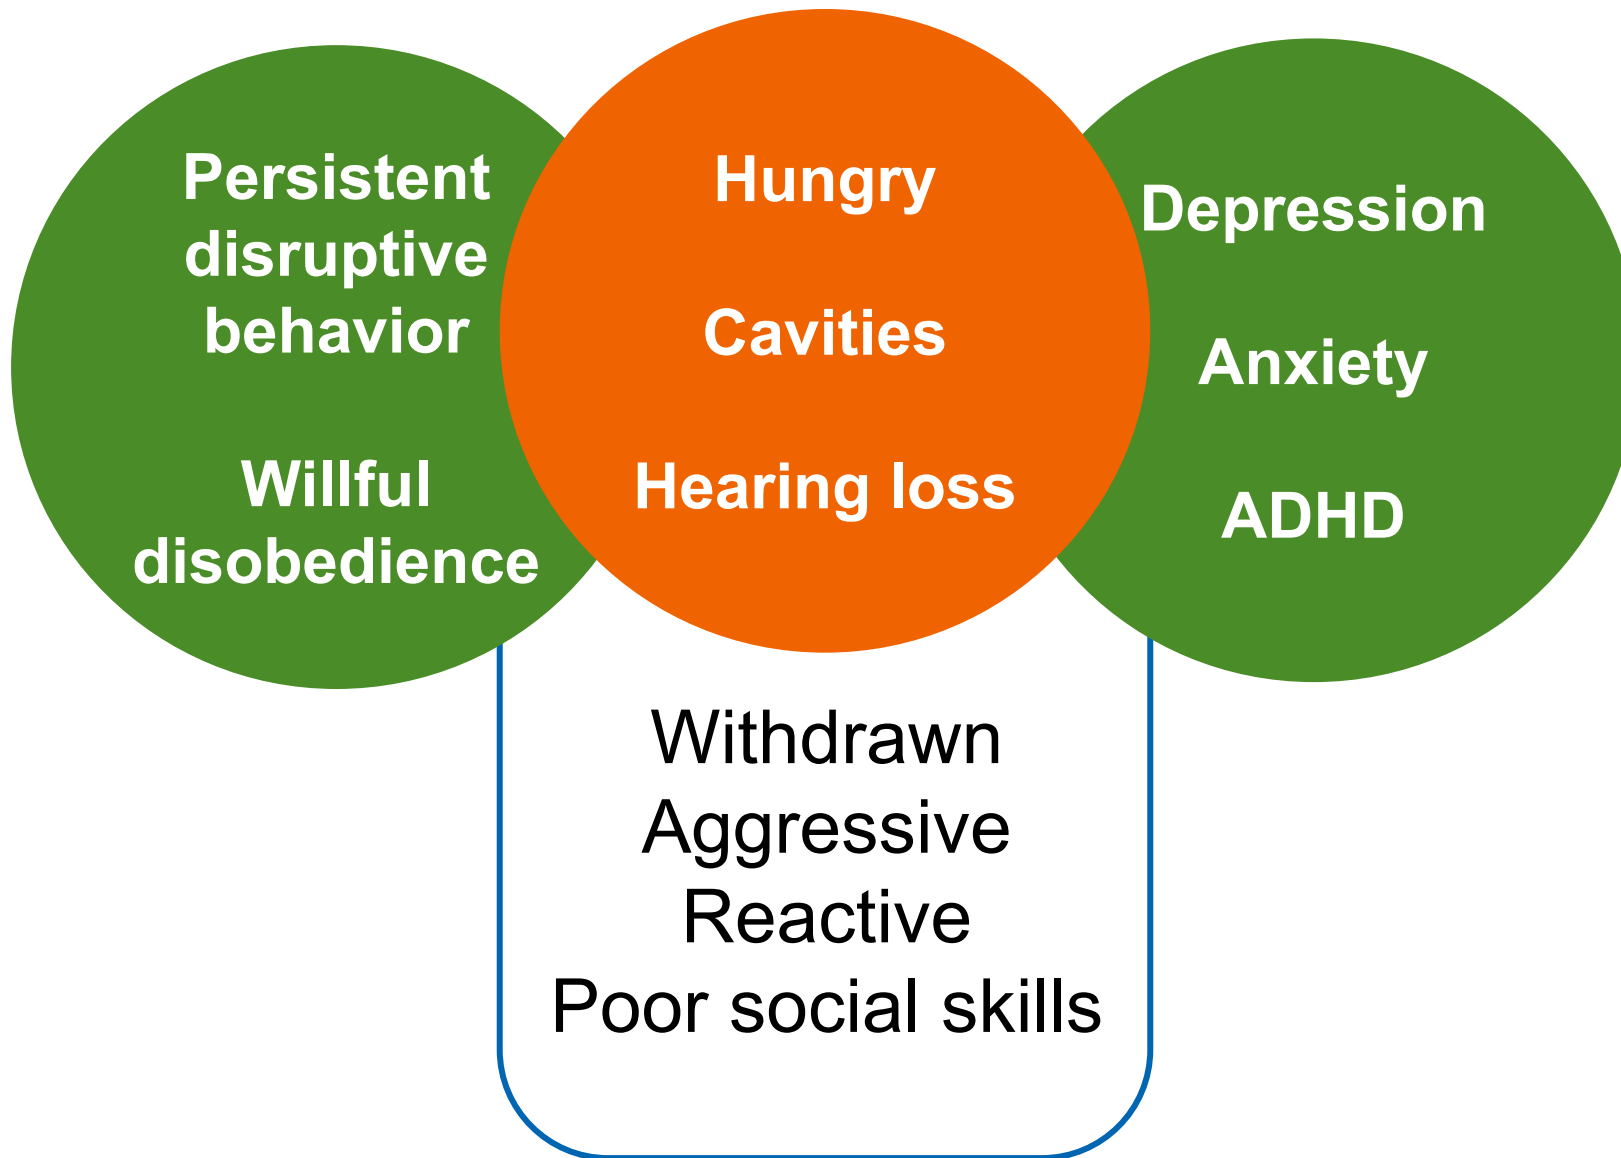 Persistent
disruptive
behavior
Willful
disobedience
Hungry
Cavities
Hearing loss
Depression
Anxiety
ADHD
Withdrawn
Aggressive
Reactive
Poor social skills